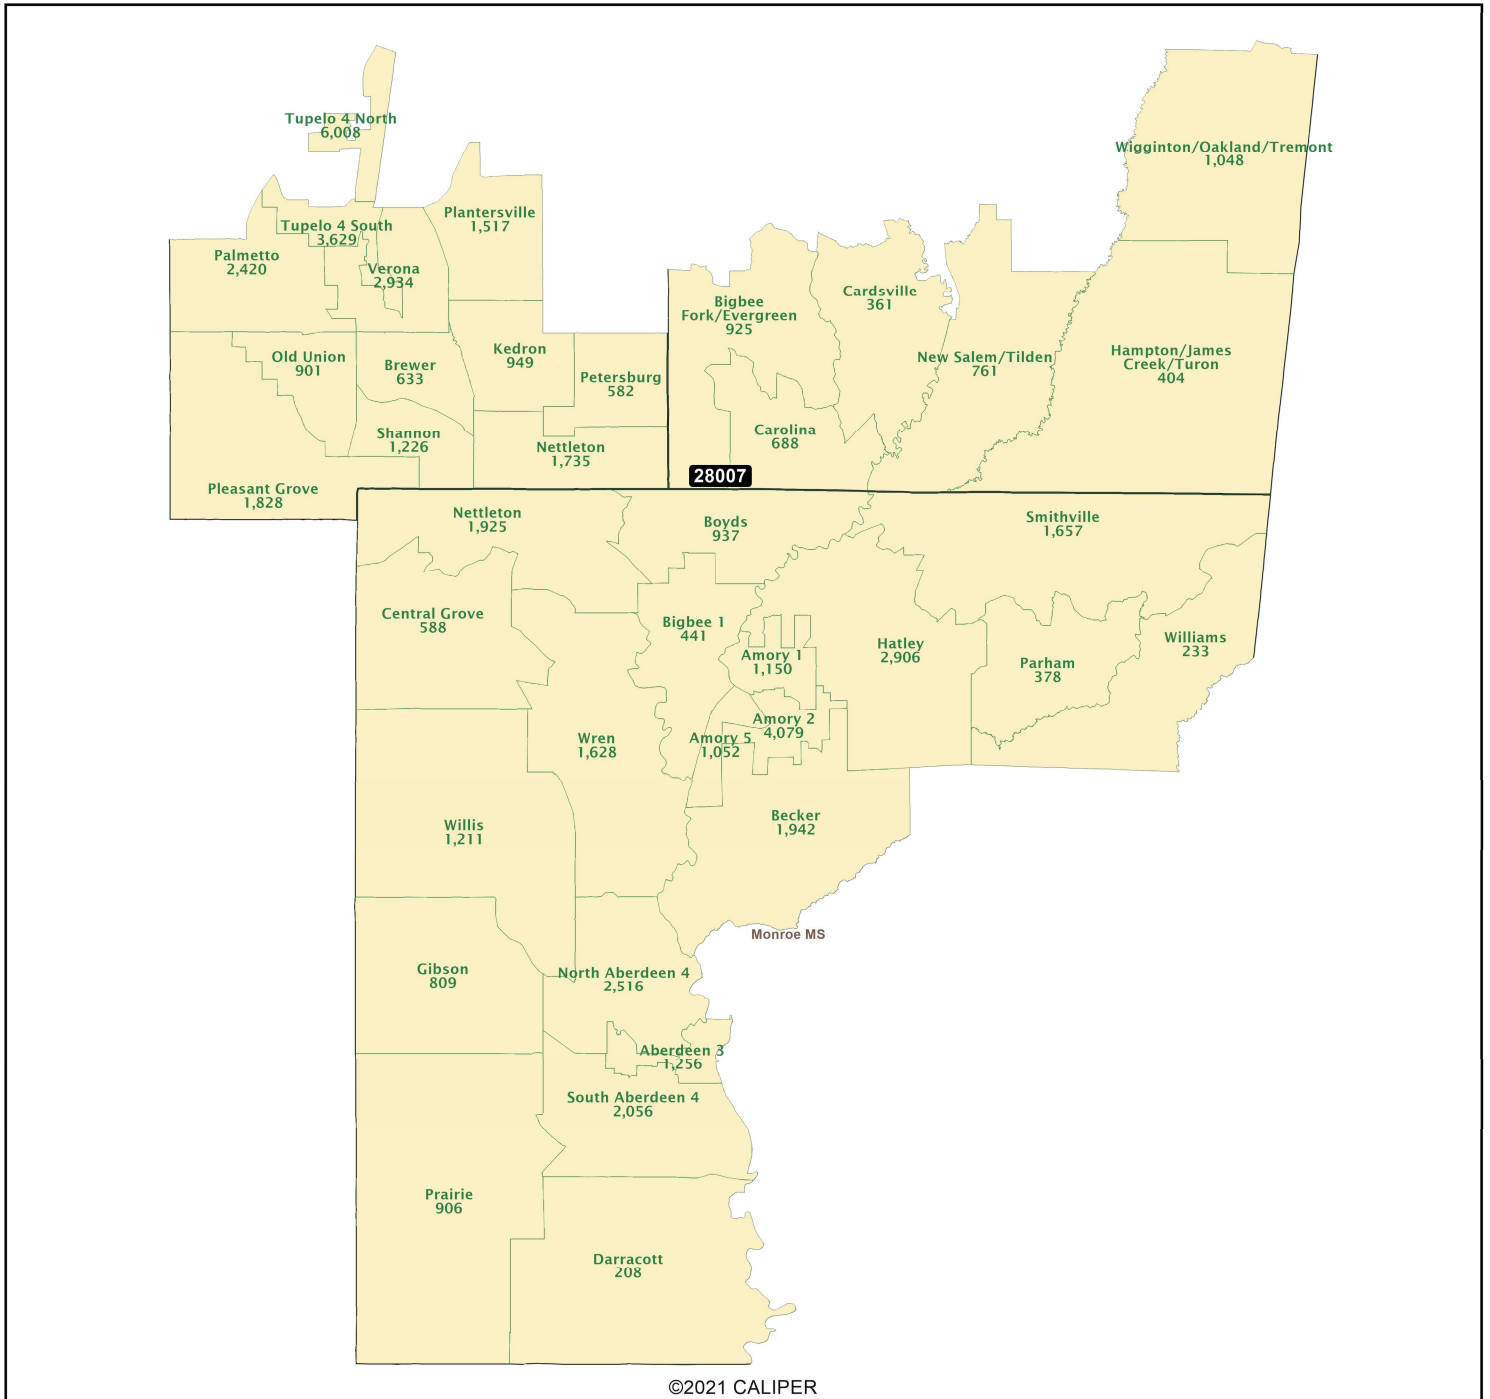 Tupelo 4 North
6,008
Wigginton/Oakland/Tremont
1,048
Plantersville
1,517
Tupelo 4 South
3,629
Palmetto
2,420
Verona
2,934
Cardsville
361
Bigbee
Fork/Evergreen
925
Old Union
901
Brewer
633
Kedron
949
Petersburg
582
New Salem/Tilden
761
Hampton/James
Creek/Turon
404
Shannon
1,226
Nettleton
1,735
Carolina
688
28007
Pleasant Grove
1,828
Nettleton
1,925
Boyds
937
Smithville
1,657
Central Grove
588
Bigbee 1
441
Amory 1
1,150
Hatley
2,906
Parham
378
Williams
233
Wren
1,628
Amory 5
1,052
Amory 2
4,079
Willis
1,211
Becker
1,942
Monroe MS
Gibson
809
North Aberdeen 4
2,516
Aberdeen 3
1,256
South Aberdeen 4
2,056
Prairie
906
Darracott
208
©2021 CALIPER